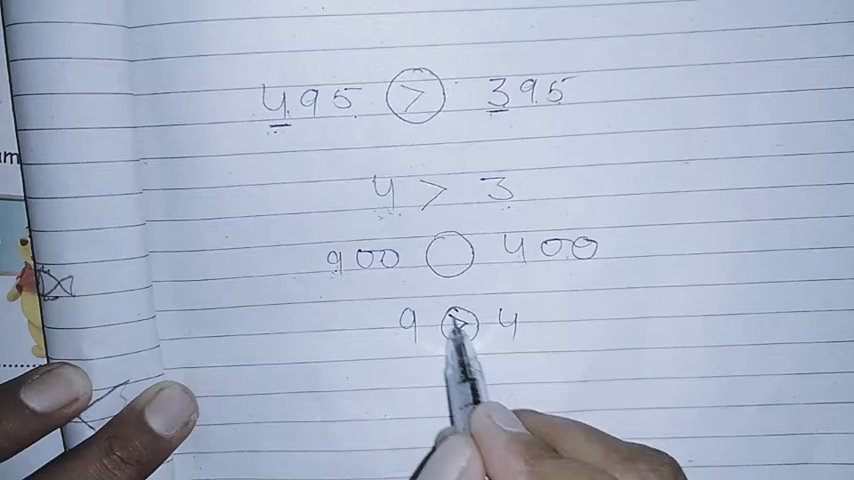 495 > 395
4 > 3
900 ○ 400
9 > 4
m